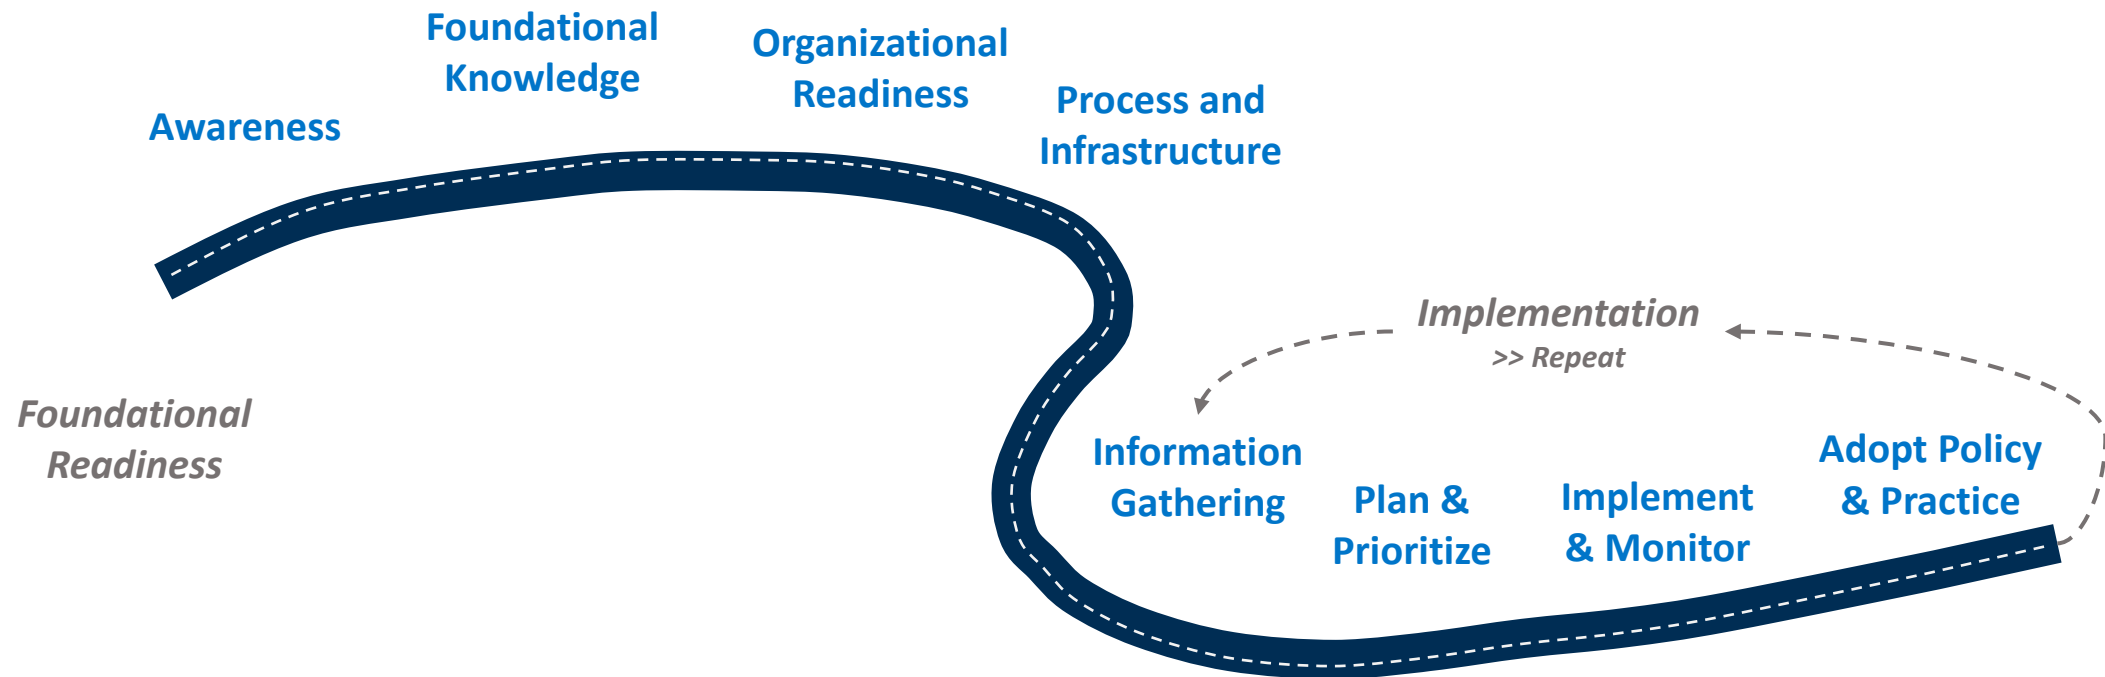 Awareness
Foundational
Knowledge
Organizational
Readiness
Process and
Infrastructure
Foundational
Readiness
Implementation
>> Repeat
Information
Gathering
Plan &
Prioritize
Implement
& Monitor
Adopt Policy
& Practice